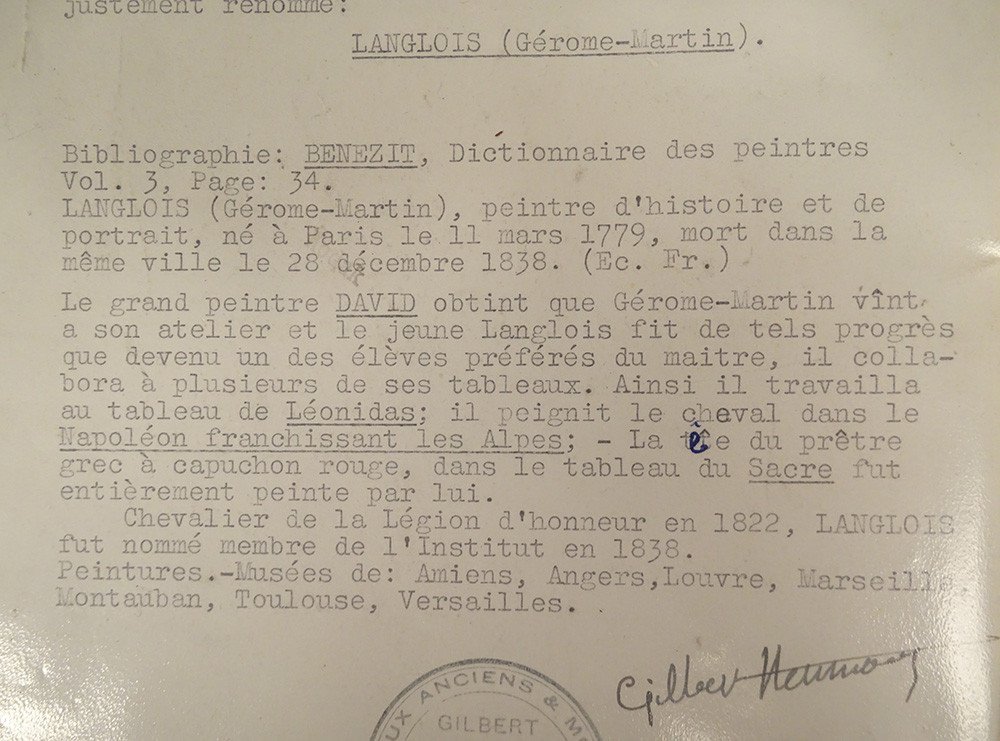 justement renommé:
LANGLOIS (Gérome-Martin).
Bibliographie: BENEZIT, Dictionnaire des peintres
Vol. 3, Page: 34.
LANGLOIS (Gérome-Martin), peintre d'histoire et de
portrait, né à Paris le 11 mars 1779, mort dans la
même ville le 28 décembre 1838. (Ec. Fr.)
Le grand peintre DAVID obtint que Gérome-Martin vînt
a son atelier et le jeune Langlois fit de tels progrès
que devenu un des élèves préférés du maitre, il colla-
bora à plusieurs de ses tableaux. Ainsi il travailla
au tableau de Léonidas; il peignit le cheval dans le
Napoléon franchissant les Alpes; - La tête du prêtre
grec à capuchon rouge, dans le tableau du Sacre fut
entièrement peinte par lui.
Chevalier de la Légion d'honneur en 1822, LANGLOIS
fut nommé membre de l'Institut en 1838.
Peintures.-Musées de: Amiens, Angers,Louvre, Marseille,
Montauban, Toulouse, Versailles.
UX ANCIENS & M
GILBERT
Gilbert